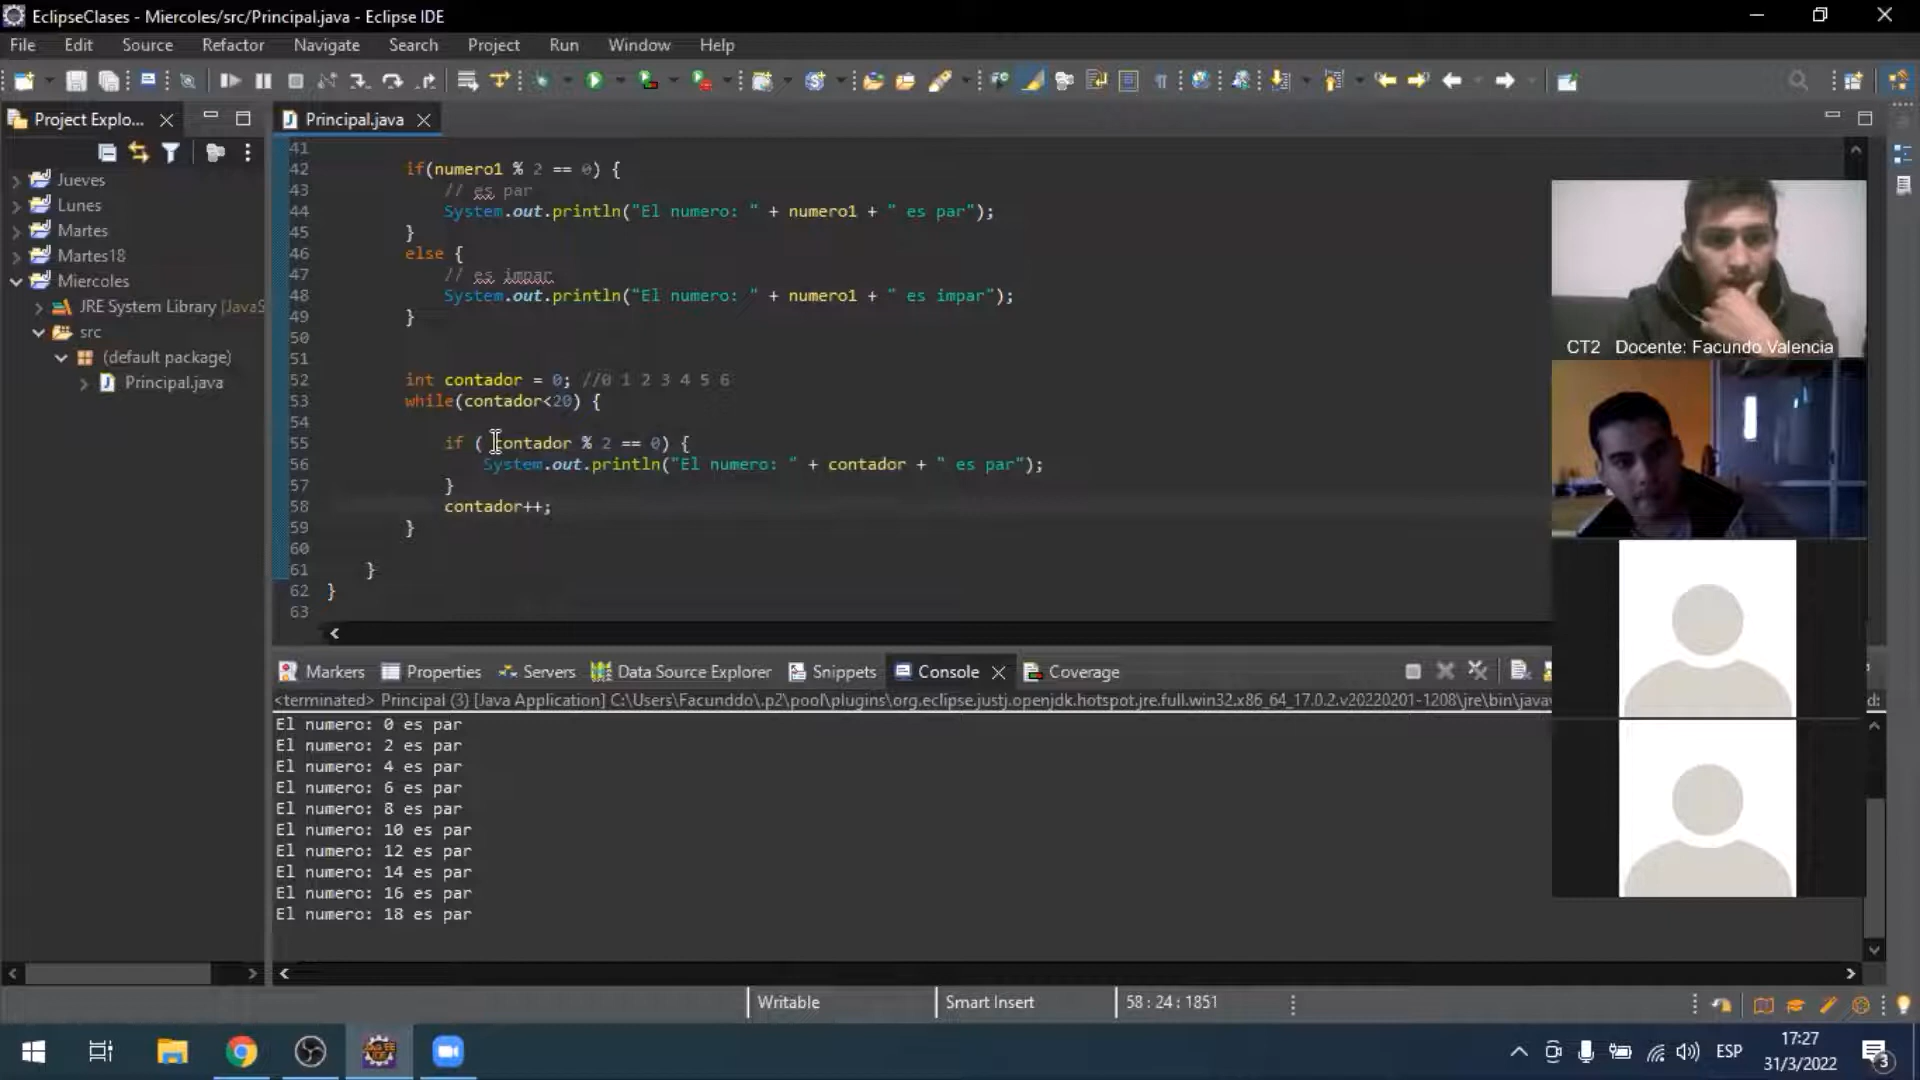 EclipseClases - Miercoles/src/Principal.java - Eclipse IDE
File Edit Source Refactor Navigate Search Project Run Window Help
Project Explo...
Principal.java
Jueves
Lunes
Martes
Martes18
Miercoles
JRE System Library [JavaS
src
(default package)
Principal.java
41
42 if(numero1 % 2 == 0) {
43 // es par
44 System.out.println("El numero: " + numero1 + " es par");
45 }
46 else {
47 // es impar
48 System.out.println("El numero: " + numero1 + " es impar");
49 }
50
51
52 int contador = 0; //0 1 2 3 4 5 6
53 while(contador<20) {
54
55 if ( contador % 2 == 0) {
56 System.out.println("El numero: " + contador + " es par");
57 }
58 contador++;
59 }
60
61 }
62 }
63
CT2 Docente: Facundo Valencia
Markers Properties Servers Data Source Explorer Snippets Console Coverage
<terminated> Principal (3) [Java Application] C:\Users\Facunddo\.p2\pool\plugins\org.eclipse.justj.openjdk.hotspot.jre.full.win32.x86_64_17.0.2.v20220201-1208\jre\bin\javaw
d:
El numero: 0 es par
El numero: 2 es par
El numero: 4 es par
El numero: 6 es par
El numero: 8 es par
El numero: 10 es par
El numero: 12 es par
El numero: 14 es par
El numero: 16 es par
El numero: 18 es par
Writable Smart Insert 58 : 24 : 1851
ESP
17:27
31/3/2022
3